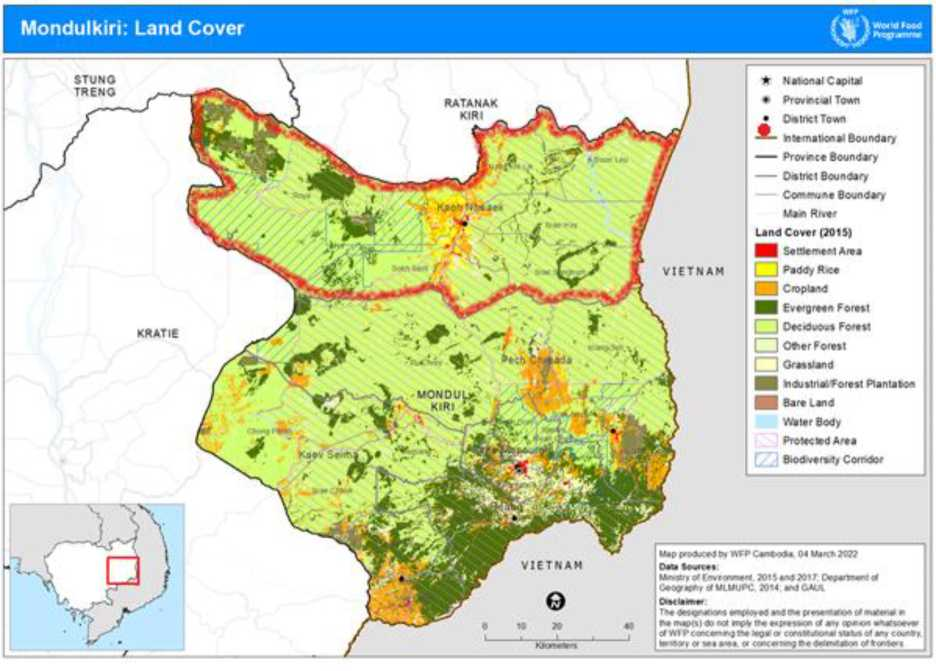 Mondulkiri: Land Cover
WFP
World Food
Programme
STUNG
TRENG
RATANAK
KIRI
Koh Nheaek
VIETNAM
KRATIE
Pech Chreada
MONDUL
KIRI
Kaev Seima
VIETNAM
0 10 20 40
Kilometers
National Capital
Provincial Town
District Town
International Boundary
Province Boundary
District Boundary
Commune Boundary
Main River
Land Cover (2015)
Settlement Area
Paddy Rice
Cropland
Evergreen Forest
Deciduous Forest
Other Forest
Grassland
Industrial/Forest Plantation
Bare Land
Water Body
Protected Area
Biodiversity Corridor
Map produced by WFP Cambodia, 04 March 2022
Data Sources:
Ministry of Environment, 2015 and 2017; Department of
Geography of MLMUPC, 2014; and GAUL
Disclaimer:
The designations employed and the presentation of material in
the map(s) do not imply the expression of any opinion whatsoever
of WFP concerning the legal or constitutional status of any country,
territory or sea area, or concerning the delimitation of frontiers